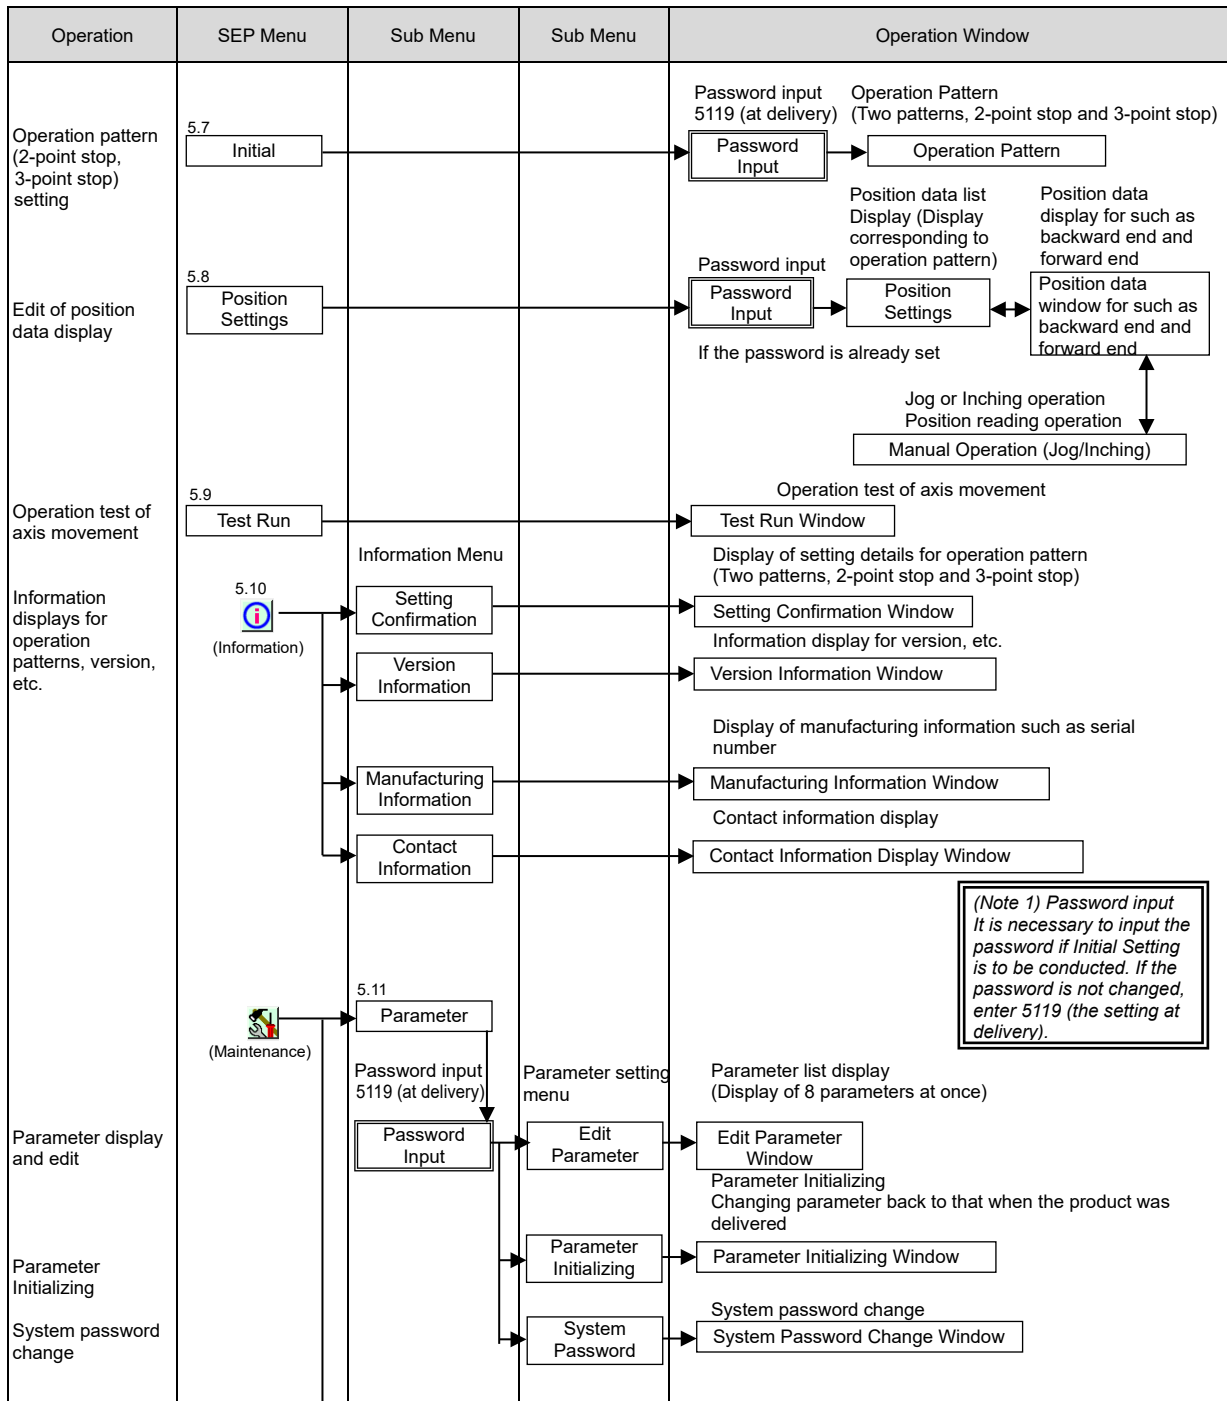 Operation
SEP Menu
Sub Menu
Sub Menu
Operation Window
Operation pattern
(2-point stop,
3-point stop)
setting
5.7
Initial
Password input
5119 (at delivery)
Password
Input
Operation Pattern
(Two patterns, 2-point stop and 3-point stop)
Operation Pattern
Edit of position
data display
5.8
Position
Settings
Password input
Password
Input
If the password is already set
Position data list
Display (Display
corresponding to
operation pattern)
Position
Settings
Position data
display for such as
backward end and
forward end
Position data
window for such as
backward end and
forward end
Jog or Inching operation
Position reading operation
Manual Operation (Jog/Inching)
Operation test of
axis movement
5.9
Test Run
Operation test of axis movement
Test Run Window
Information
displays for
operation
patterns, version,
etc.
5.10
(Information)
Information Menu
Setting
Confirmation
Display of setting details for operation pattern
(Two patterns, 2-point stop and 3-point stop)
Setting Confirmation Window
Version
Information
Information display for version, etc.
Version Information Window
Manufacturing
Information
Display of manufacturing information such as serial
number
Manufacturing Information Window
Contact
Information
Contact information display
Contact Information Display Window
(Note 1) Password input
It is necessary to input the
password if Initial Setting
is to be conducted. If the
password is not changed,
enter 5119 (the setting at
delivery).
(Maintenance)
5.11
Parameter
Password input
5119 (at delivery)
Password
Input
Parameter setting
menu
Parameter display
and edit
Edit
Parameter
Parameter list display
(Display of 8 parameters at once)
Edit Parameter
Window
Parameter
Initializing
Parameter
Initializing
Parameter Initializing
Changing parameter back to that when the product was
delivered
Parameter Initializing Window
System password
change
System
Password
System password change
System Password Change Window